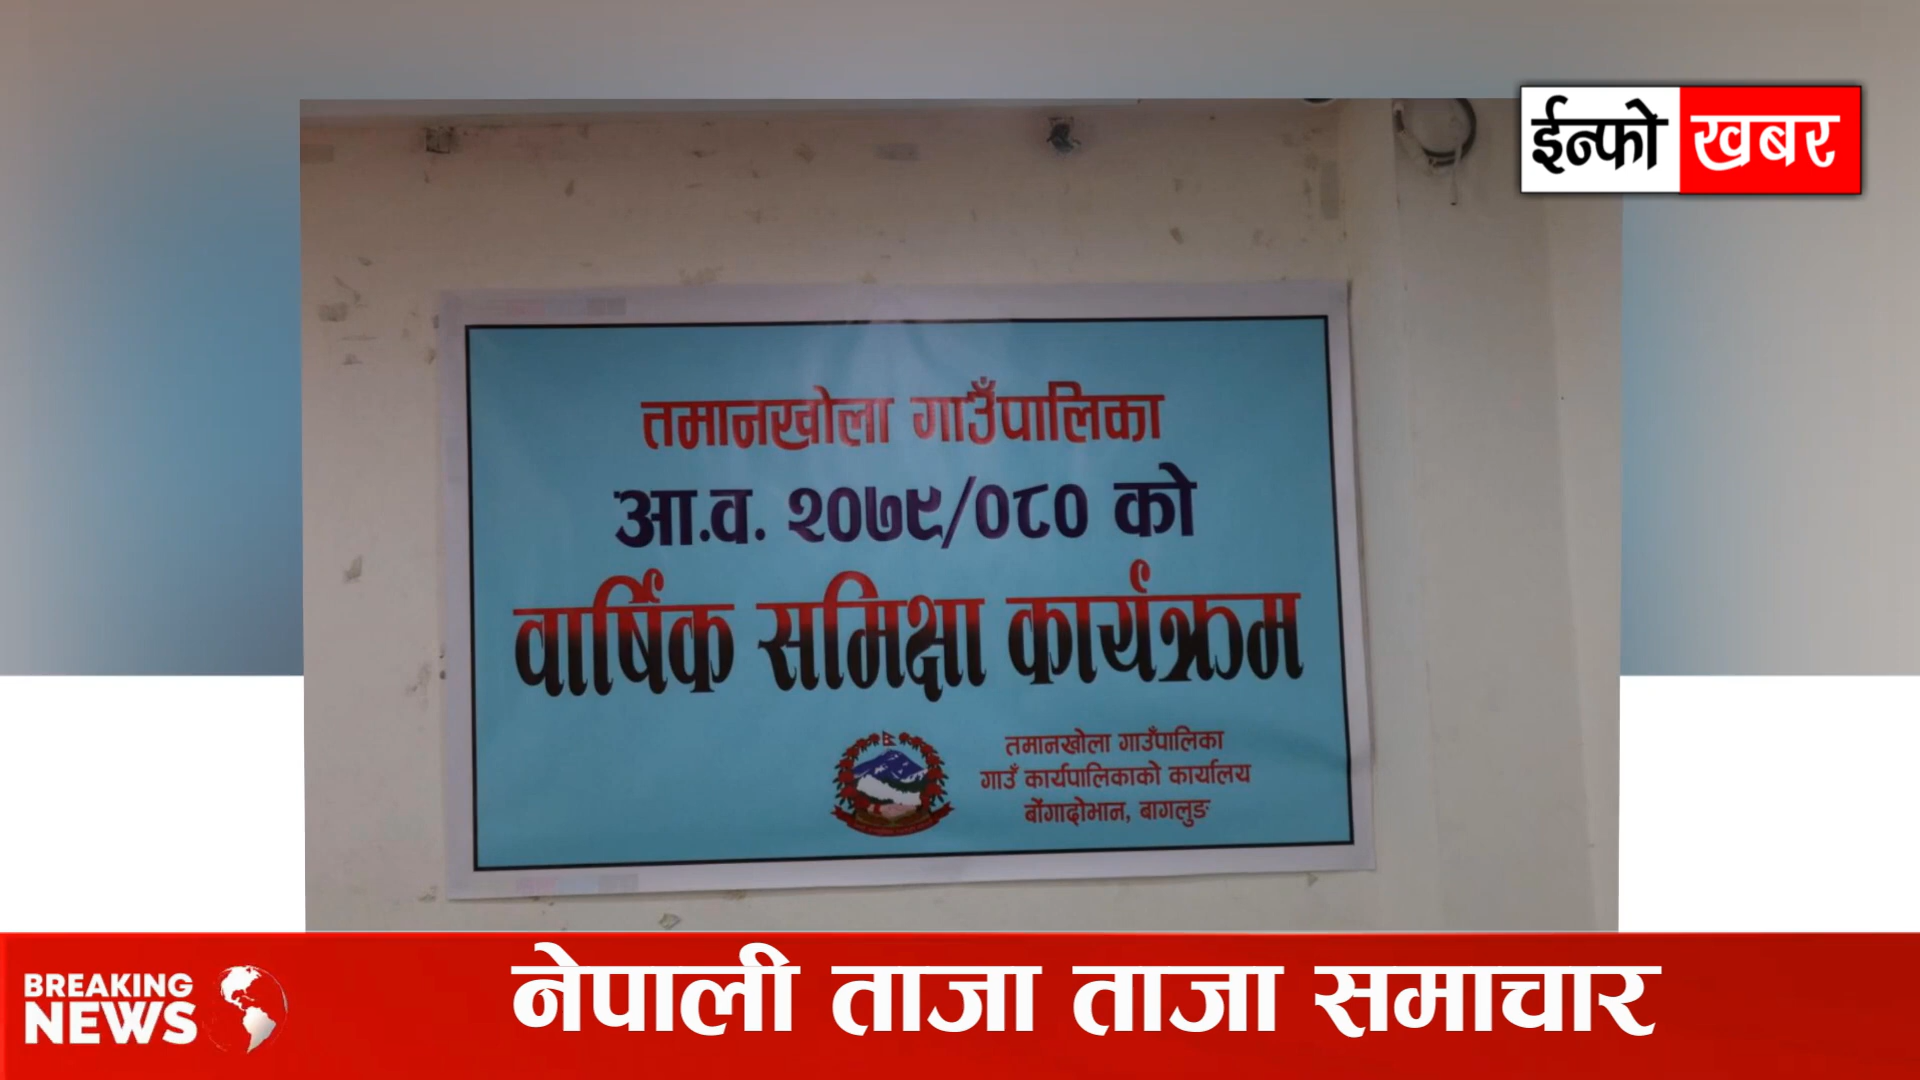 ईन्फो खबर
तमानखोला गाउँपालिका
आ.व. २०७९/०८० को
वार्षिक समिक्षा कार्यक्रम
तमानखोला गाउँपालिका
गाउँ कार्यपालिकाको कार्यालय
बोंगादोभान, बागलुङ
BREAKING
NEWS
नेपाली ताजा ताजा समाचार